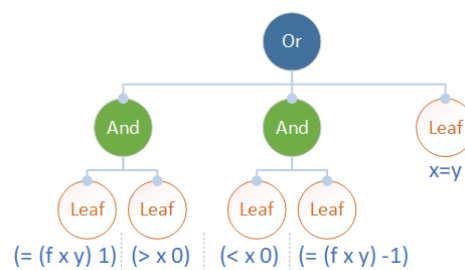 Or
And And Leaf
x=y
Leaf Leaf Leaf Leaf
(= (f x y) 1) (> x 0) (< x 0) (= (f x y) -1)